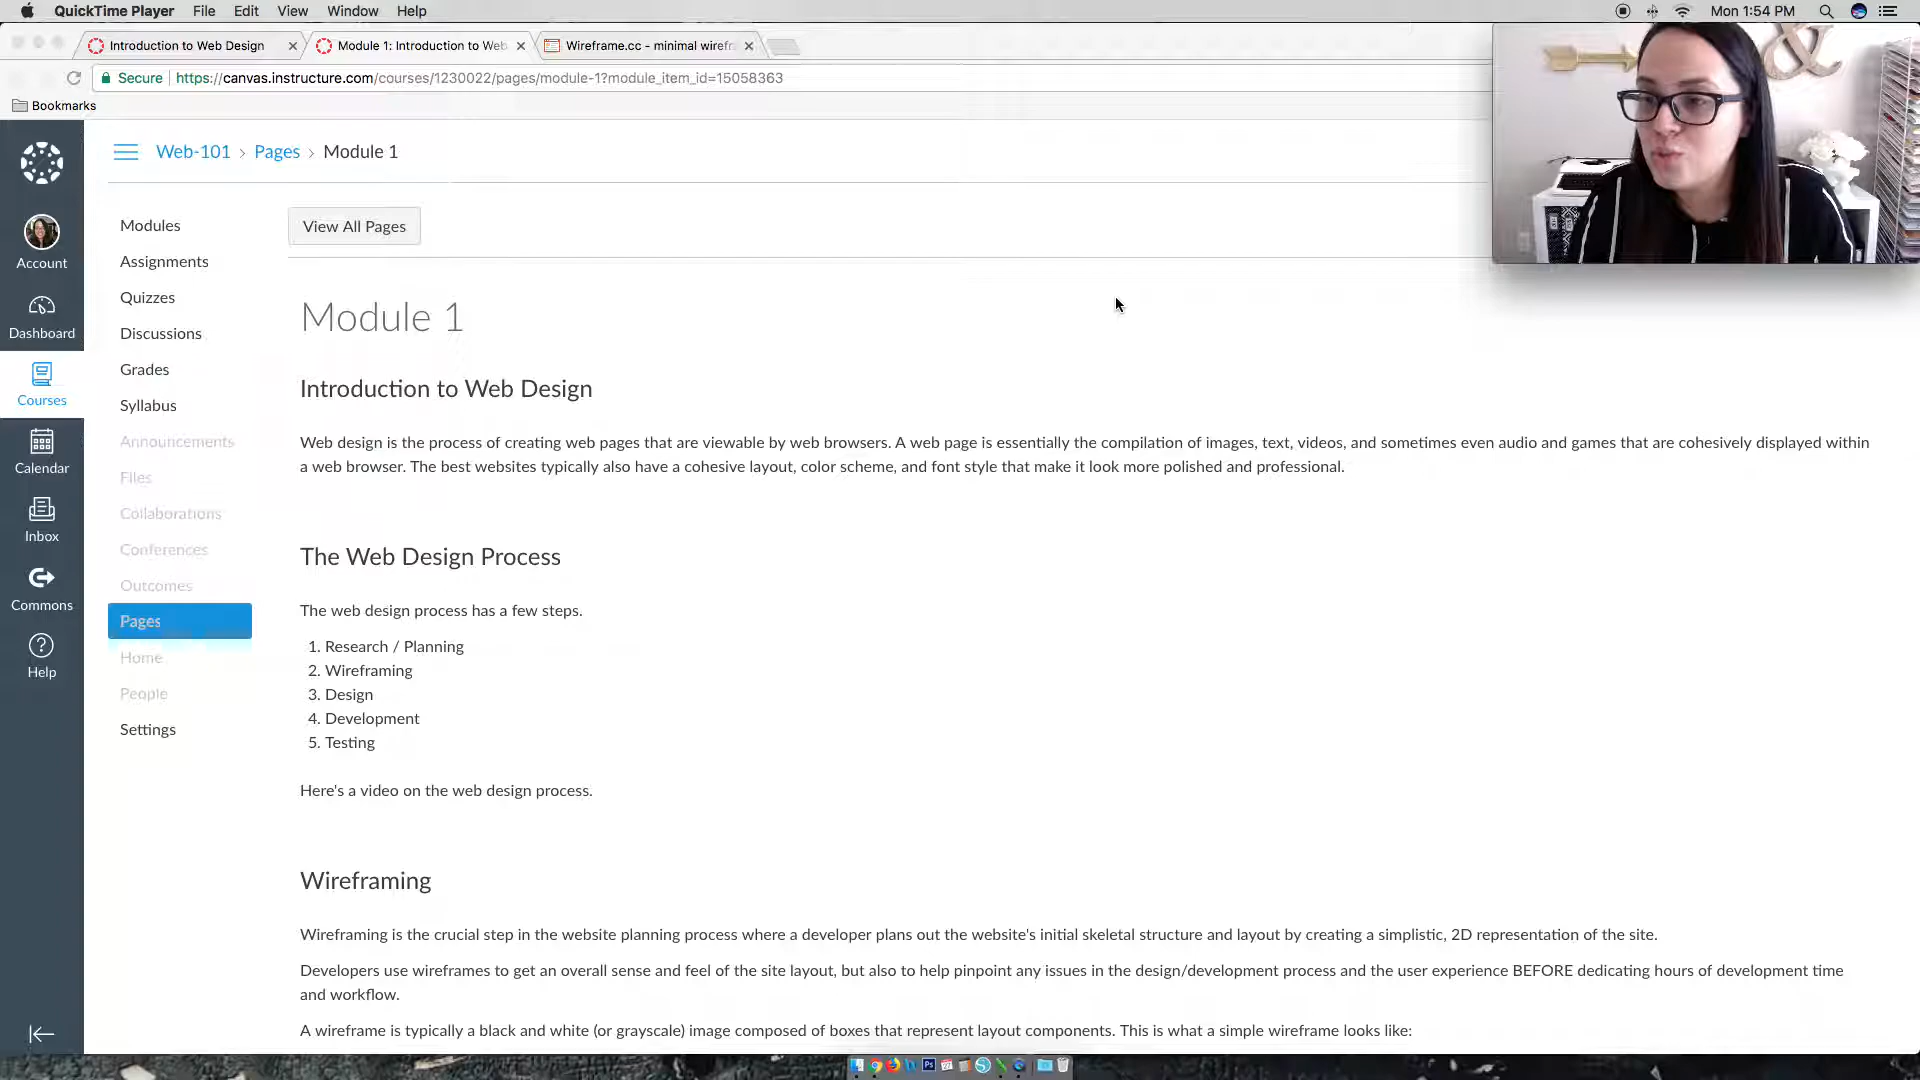 QuickTime Player File Edit View Window Help
Mon 1:54 PM
Introduction to Web Design
Module 1: Introduction to Web
Wireframe.cc - minimal wirefr
Secure https://canvas.instructure.com/courses/1230022/pages/module-1?module_item_id=15058363
Bookmarks
Account
Dashboard
Courses
Calendar
Inbox
Commons
Help
Web-101 › Pages › Module 1
Modules
Assignments
Quizzes
Discussions
Grades
Syllabus
Announcements
Files
Collaborations
Conferences
Outcomes
Pages
Home
People
Settings
View All Pages
Module 1
Introduction to Web Design
Web design is the process of creating web pages that are viewable by web browsers. A web page is essentially the compilation of images, text, videos, and sometimes even audio and games that are cohesively displayed within
a web browser. The best websites typically also have a cohesive layout, color scheme, and font style that make it look more polished and professional.
The Web Design Process
The web design process has a few steps.
1. Research / Planning
2. Wireframing
3. Design
4. Development
5. Testing
Here's a video on the web design process.
Wireframing
Wireframing is the crucial step in the website planning process where a developer plans out the website's initial skeletal structure and layout by creating a simplistic, 2D representation of the site.
Developers use wireframes to get an overall sense and feel of the site layout, but also to help pinpoint any issues in the design/development process and the user experience BEFORE dedicating hours of development time
and workflow.
A wireframe is typically a black and white (or grayscale) image composed of boxes that represent layout components. This is what a simple wireframe looks like:
&
Ps